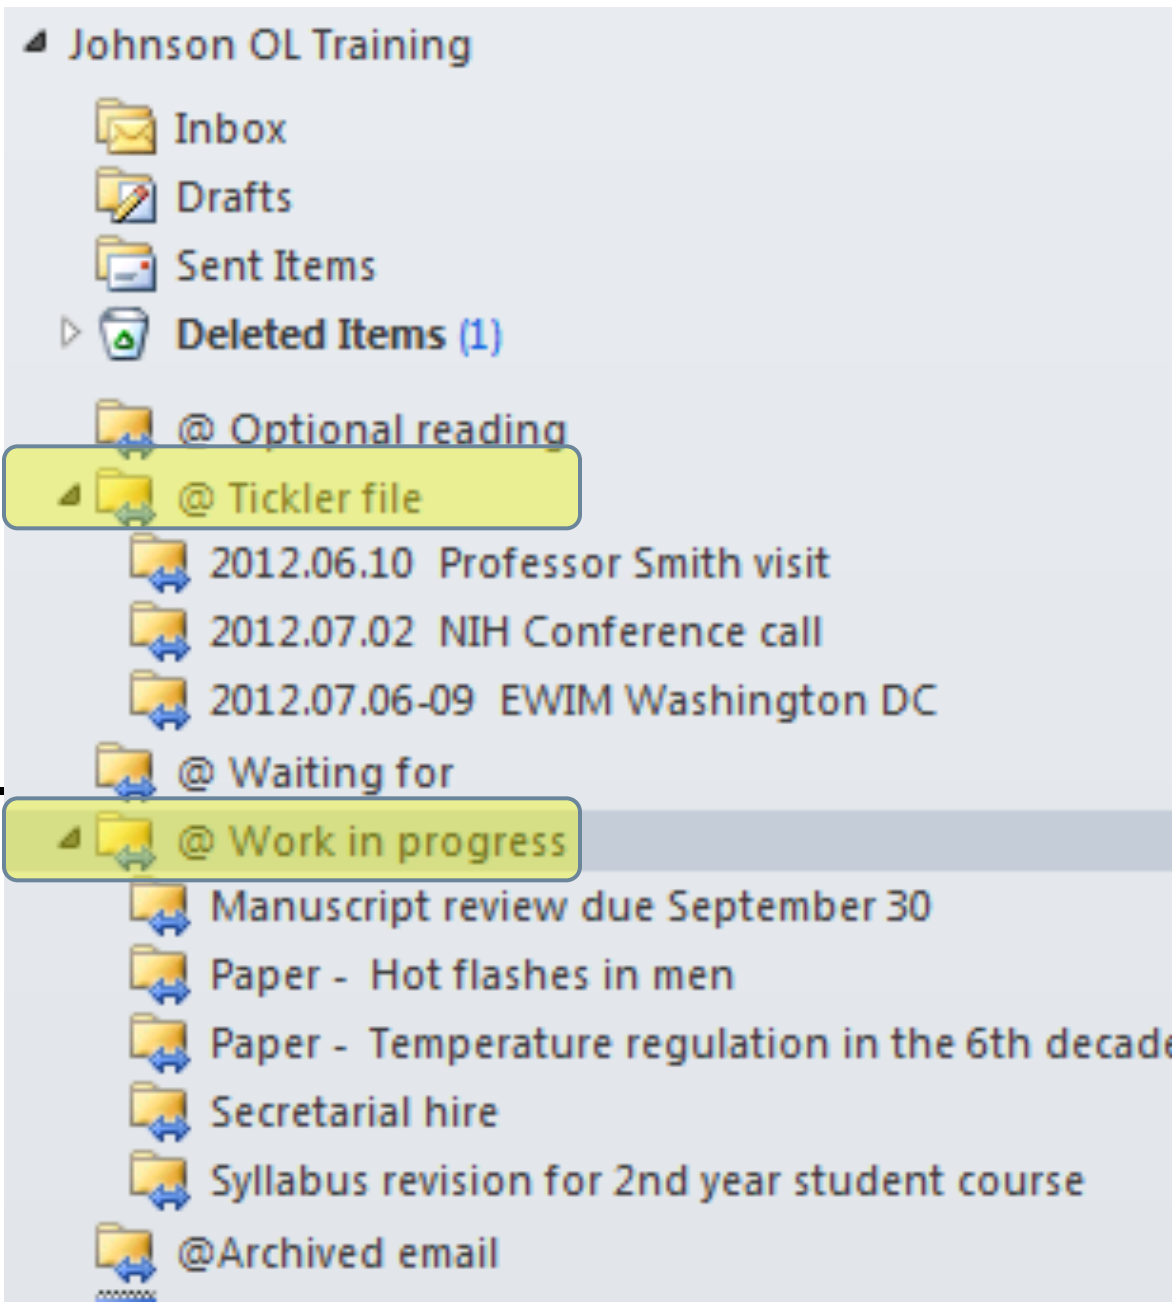 Johnson OL Training
Inbox
Drafts
Sent Items
Deleted Items (1)
@ Optional reading
@ Tickler file
2012.06.10 Professor Smith visit
2012.07.02 NIH Conference call
2012.07.06-09 EWIM Washington DC
@ Waiting for
@ Work in progress
Manuscript review due September 30
Paper - Hot flashes in men
Paper - Temperature regulation in the 6th decade
Secretarial hire
Syllabus revision for 2nd year student course
@Archived email